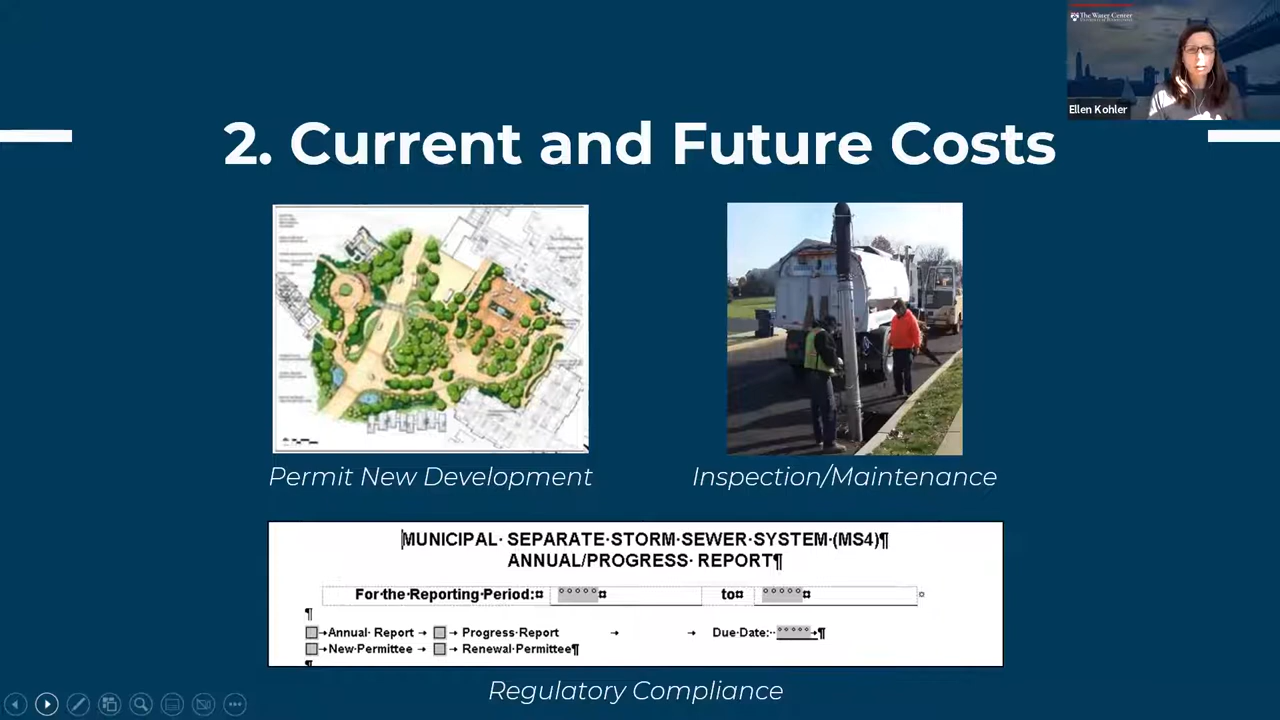 The Water Center
Ellen Kohler
2. Current and Future Costs
Permit New Development
Inspection/Maintenance
MUNICIPAL· SEPARATE·STORM·SEWER·SYSTEM·(MS4)¶
ANNUAL/PROGRESS· REPORT¶
For·the·Reporting·Period:¤ °°°°°¤ to¤ °°°°°¤ ¤
¶
→Annual· Report → → Progress·Report → → Due·Date:··°°°°°→¶
→New·Permittee → → Renewal·Permittee¶
¶
Regulatory Compliance